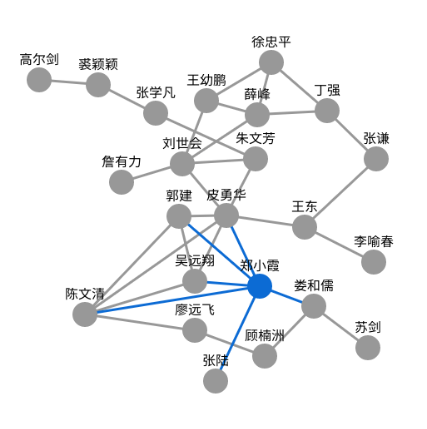 徐忠平
高尔剑
裘颖颖
王幼鹏
张学凡
薛峰
丁强
刘世会
朱文芳
张谦
詹有力
郭建
皮勇华
王东
李喻春
吴远翔
郑小霞
陈文清
娄和儒
廖远飞
顾楠洲
苏剑
张陆